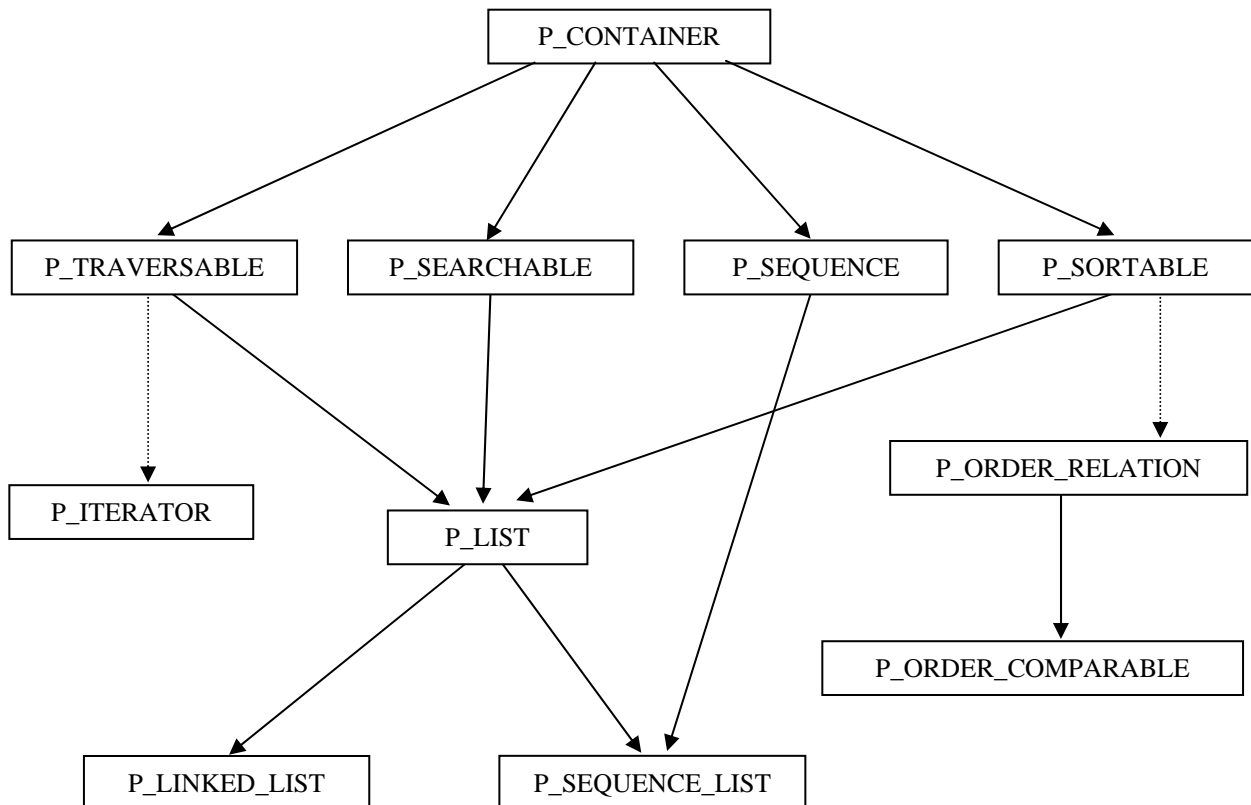 P_CONTAINER
P_TRAVERSABLE
P_SEARCHABLE
P_SEQUENCE
P_SORTABLE
P_ORDER_RELATION
P_ITERATOR
P_LIST
P_ORDER_COMPARABLE
P_LINKED_LIST
P_SEQUENCE_LIST